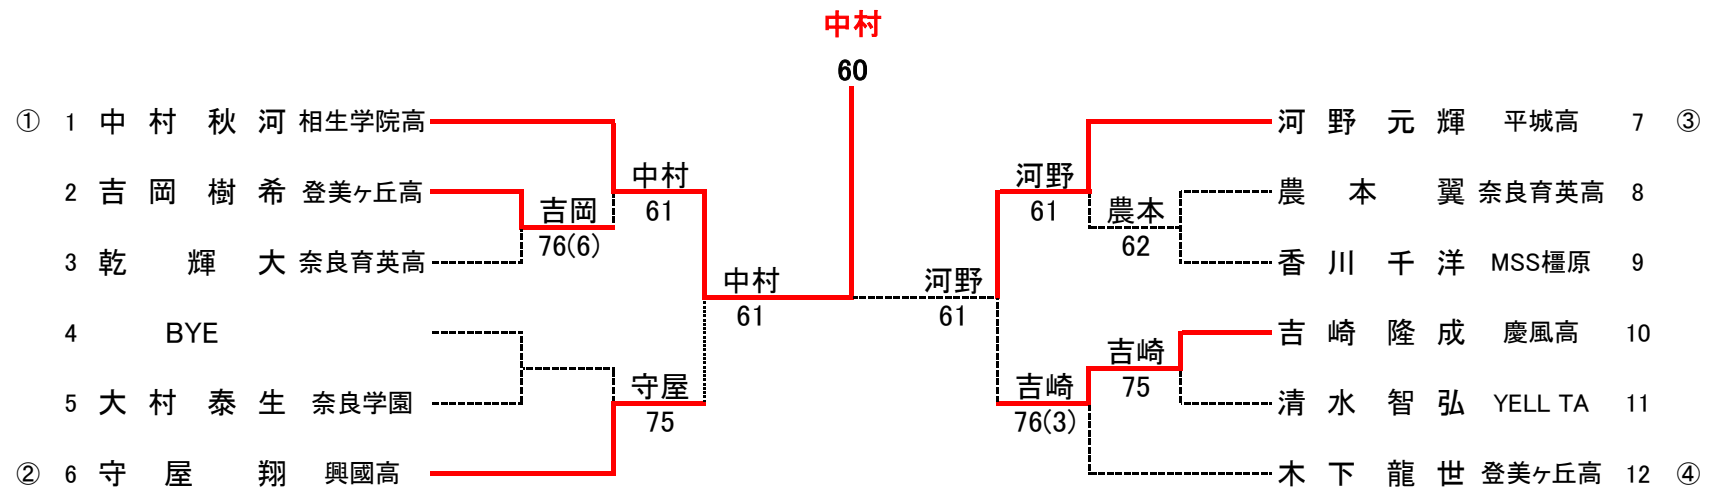 中村
60
① 1 中村 秋河 相生学院高
2 吉岡 樹希 登美ヶ丘高
3 乾 輝大 奈良育英高
4 BYE
5 大村 泰生 奈良学園
② 6 守屋 翔 興國高
吉岡
76(6)
中村
61
守屋
75
中村
61
河野
61
河野
61
吉崎
76(3)
農本
62
吉崎
75
河野 元輝 平城高 7 ③
農本 翼 奈良育英高 8
香川 千洋 MSS橿原 9
吉崎 隆成 慶風高 10
清水 智弘 YELL TA 11
木下 龍世 登美ヶ丘高 12 ④